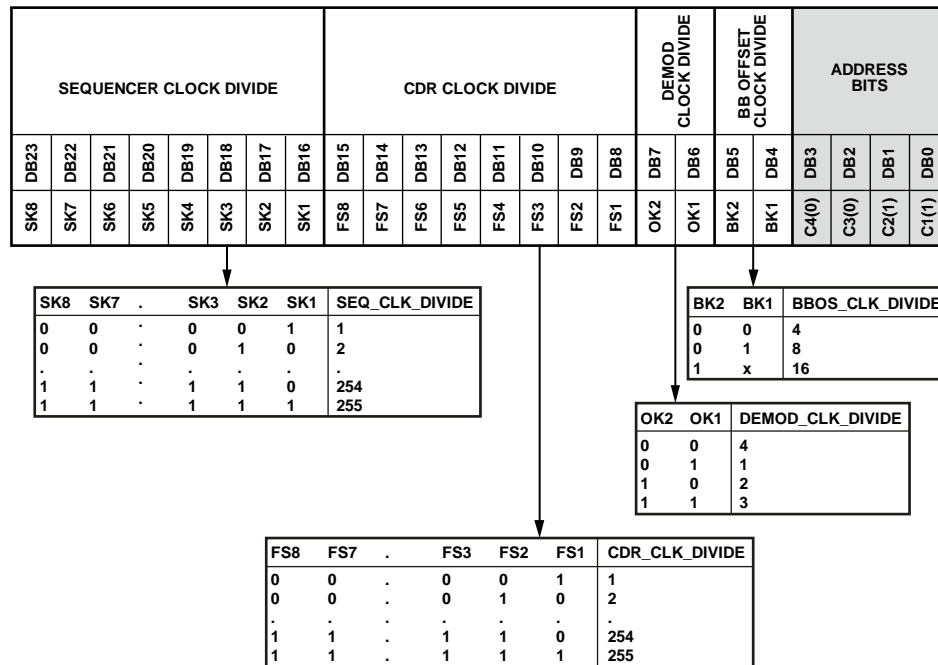 SEQUENCER CLOCK DIVIDE
CDR CLOCK DIVIDE
DEMOD
CLOCK DIVIDE
BB OFFSET
CLOCK DIVIDE
ADDRESS
BITS
DB23 DB22 DB21 DB20 DB19 DB18 DB17 DB16 DB15 DB14 DB13 DB12 DB11 DB10 DB9 DB8 DB7 DB6 DB5 DB4 DB3 DB2 DB1 DB0
SK8 SK7 SK6 SK5 SK4 SK3 SK2 SK1 FS8 FS7 FS6 FS5 FS4 FS3 FS2 FS1 OK2 OK1 BK2 BK1 C4(0) C3(0) C2(1) C1(1)
SK8 SK7 . SK3 SK2 SK1 SEQ_CLK_DIVIDE
0 0 . 0 0 1 1
0 0 . 0 1 0 2
. . . . . . .
1 1 . 1 1 0 254
1 1 . 1 1 1 255
BK2 BK1 BBOS_CLK_DIVIDE
0 0 4
0 1 8
1 x 16
OK2 OK1 DEMOD_CLK_DIVIDE
0 0 4
0 1 1
1 0 2
1 1 3
FS8 FS7 . FS3 FS2 FS1 CDR_CLK_DIVIDE
0 0 . 0 0 1 1
0 0 . 0 1 0 2
. . . . . . .
1 1 . 1 1 0 254
1 1 . 1 1 1 255